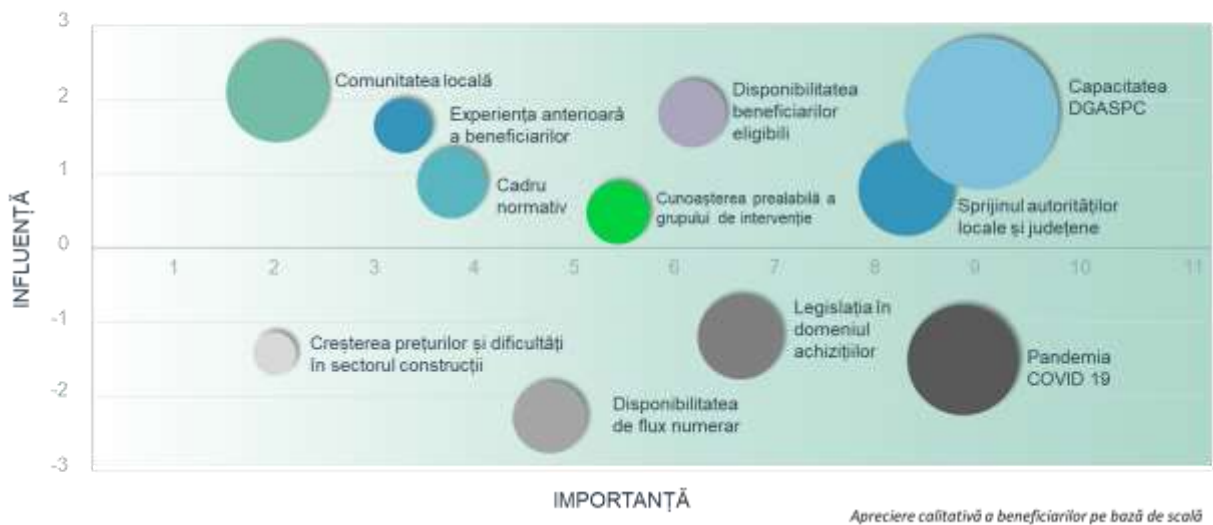 3
2
1
0
-1
-2
-3
INFLUENȚĂ
Comunitatea locală
Experiența anterioară
a beneficiarilor
Cadru
normativ
Disponibilitatea
beneficiarilor
eligibili
Cunoașterea prealabilă a
grupului de intervenție
Capacitatea
DGASPC
Sprijinul autorităților
locale și județene
1 2 3 4 5 6 7 8 9 10 11
Creșterea prețurilor și dificultăți
în sectorul construcții
Disponibilitatea
de flux numerar
Legislația în
domeniul
achizițiilor
Pandemia
COVID 19
IMPORTANȚĂ
Apreciere calitativă a beneficiarilor pe bază de scală